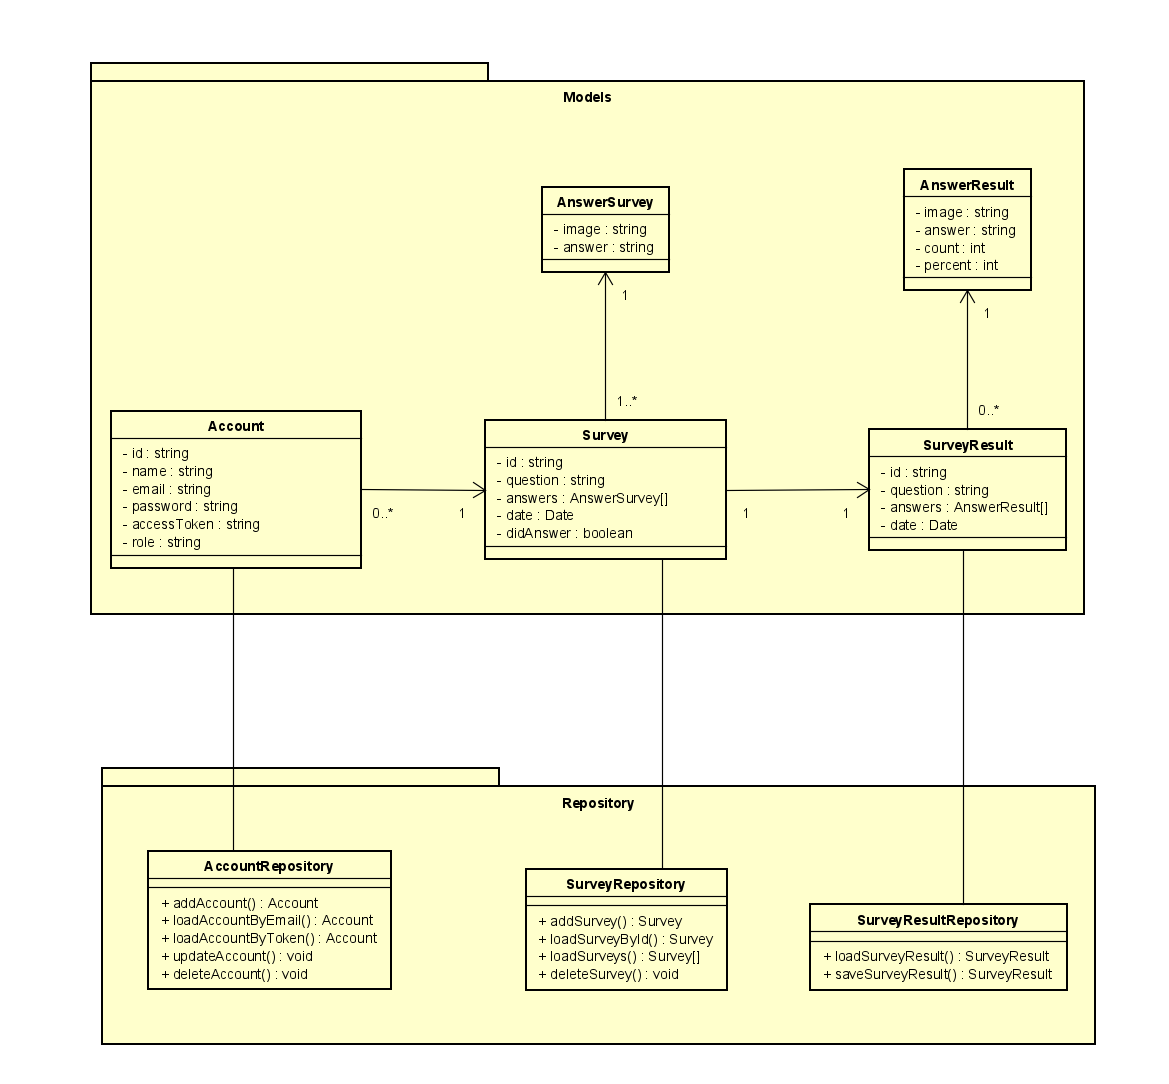 Models
AnswerSurvey
- image : string
- answer : string
AnswerResult
- image : string
- answer : string
- count : int
- percent : int
1
1
1..*
0..*
Account
- id : string
- name : string
- email : string
- password : string
- accessToken : string
- role : string
0..*
1
Survey
- id : string
- question : string
- answers : AnswerSurvey[]
- date : Date
- didAnswer : boolean
1
1
SurveyResult
- id : string
- question : string
- answers : AnswerResult[]
- date : Date
Repository
AccountRepository
+ addAccount() : Account
+ loadAccountByEmail() : Account
+ loadAccountByToken() : Account
+ updateAccount() : void
+ deleteAccount() : void
SurveyRepository
+ addSurvey() : Survey
+ loadSurveyById() : Survey
+ loadSurveys() : Survey[]
+ deleteSurvey() : void
SurveyResultRepository
+ loadSurveyResult() : SurveyResult
+ saveSurveyResult() : SurveyResult